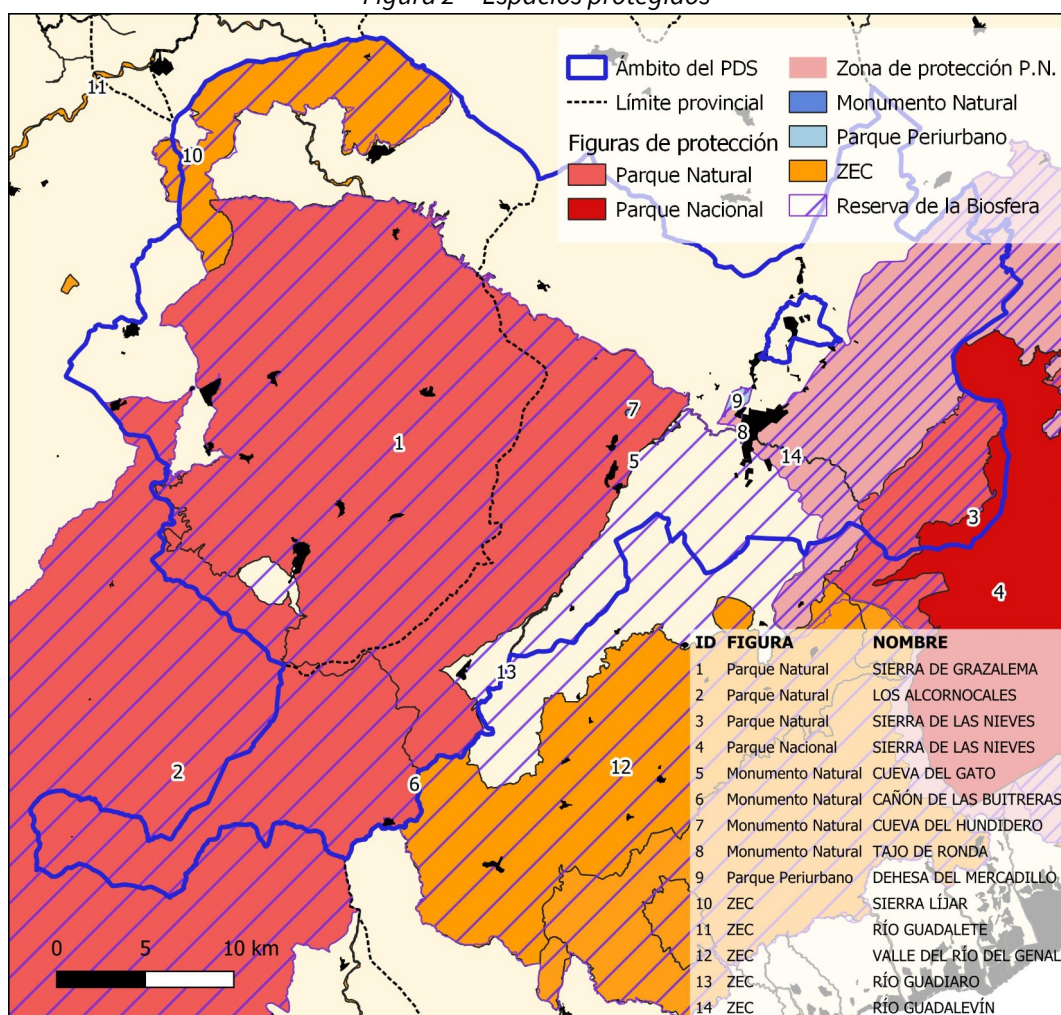 Figura 2 – Espacios protegidos
Ámbito del PDS
Límite provincial
Figuras de protección
Parque Natural
Parque Nacional
Zona de protección P.N.
Monumento Natural
Parque Periurbano
ZEC
Reserva de la Biosfera
11
10
9
7
8
1
5
14
3
4
13
12
2
6
ID FIGURA NOMBRE
1 Parque Natural SIERRA DE GRAZALEMA
2 Parque Natural LOS ALCORNOCALES
3 Parque Natural SIERRA DE LAS NIEVES
4 Parque Nacional SIERRA DE LAS NIEVES
5 Monumento Natural CUEVA DEL GATO
6 Monumento Natural CAÑÓN DE LAS BUITRERAS
7 Monumento Natural CUEVA DEL HUNDIDERO
8 Monumento Natural TAJO DE RONDA
9 Parque Periurbano DEHESA DEL MERCADILLO
10 ZEC SIERRA LÍJAR
11 ZEC RÍO GUADALETE
12 ZEC VALLE DEL RÍO DEL GENAL
13 ZEC RÍO GUADIARO
14 ZEC RÍO GUADALEVÍN
0 5 10 km